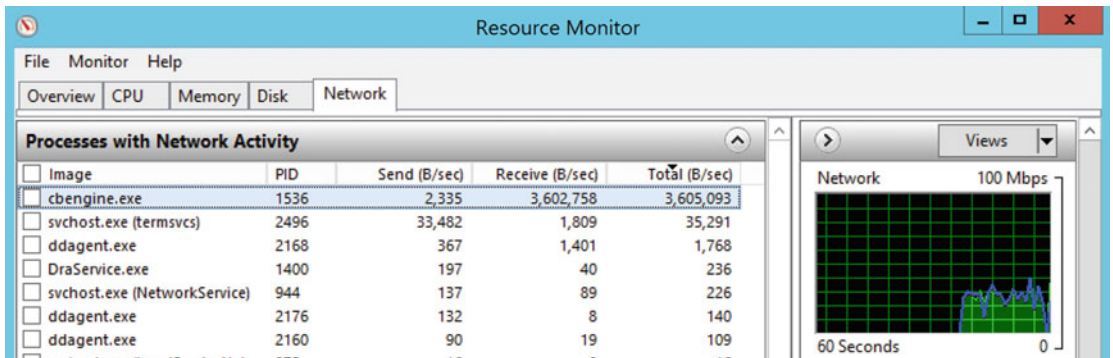 Resource Monitor
File Monitor Help
Overview CPU Memory Disk Network
Processes with Network Activity
Image PID Send (B/sec) Receive (B/sec) Total (B/sec)
cbengine.exe 1536 2,335 3,602,758 3,605,093
svchost.exe (termsvcs) 2496 33,482 1,809 35,291
ddagent.exe 2168 367 1,401 1,768
DraService.exe 1400 197 40 236
svchost.exe (NetworkService) 944 137 89 226
ddagent.exe 2176 132 8 140
ddagent.exe 2160 90 19 109
Views
Network 100 Mbps
60 Seconds 0